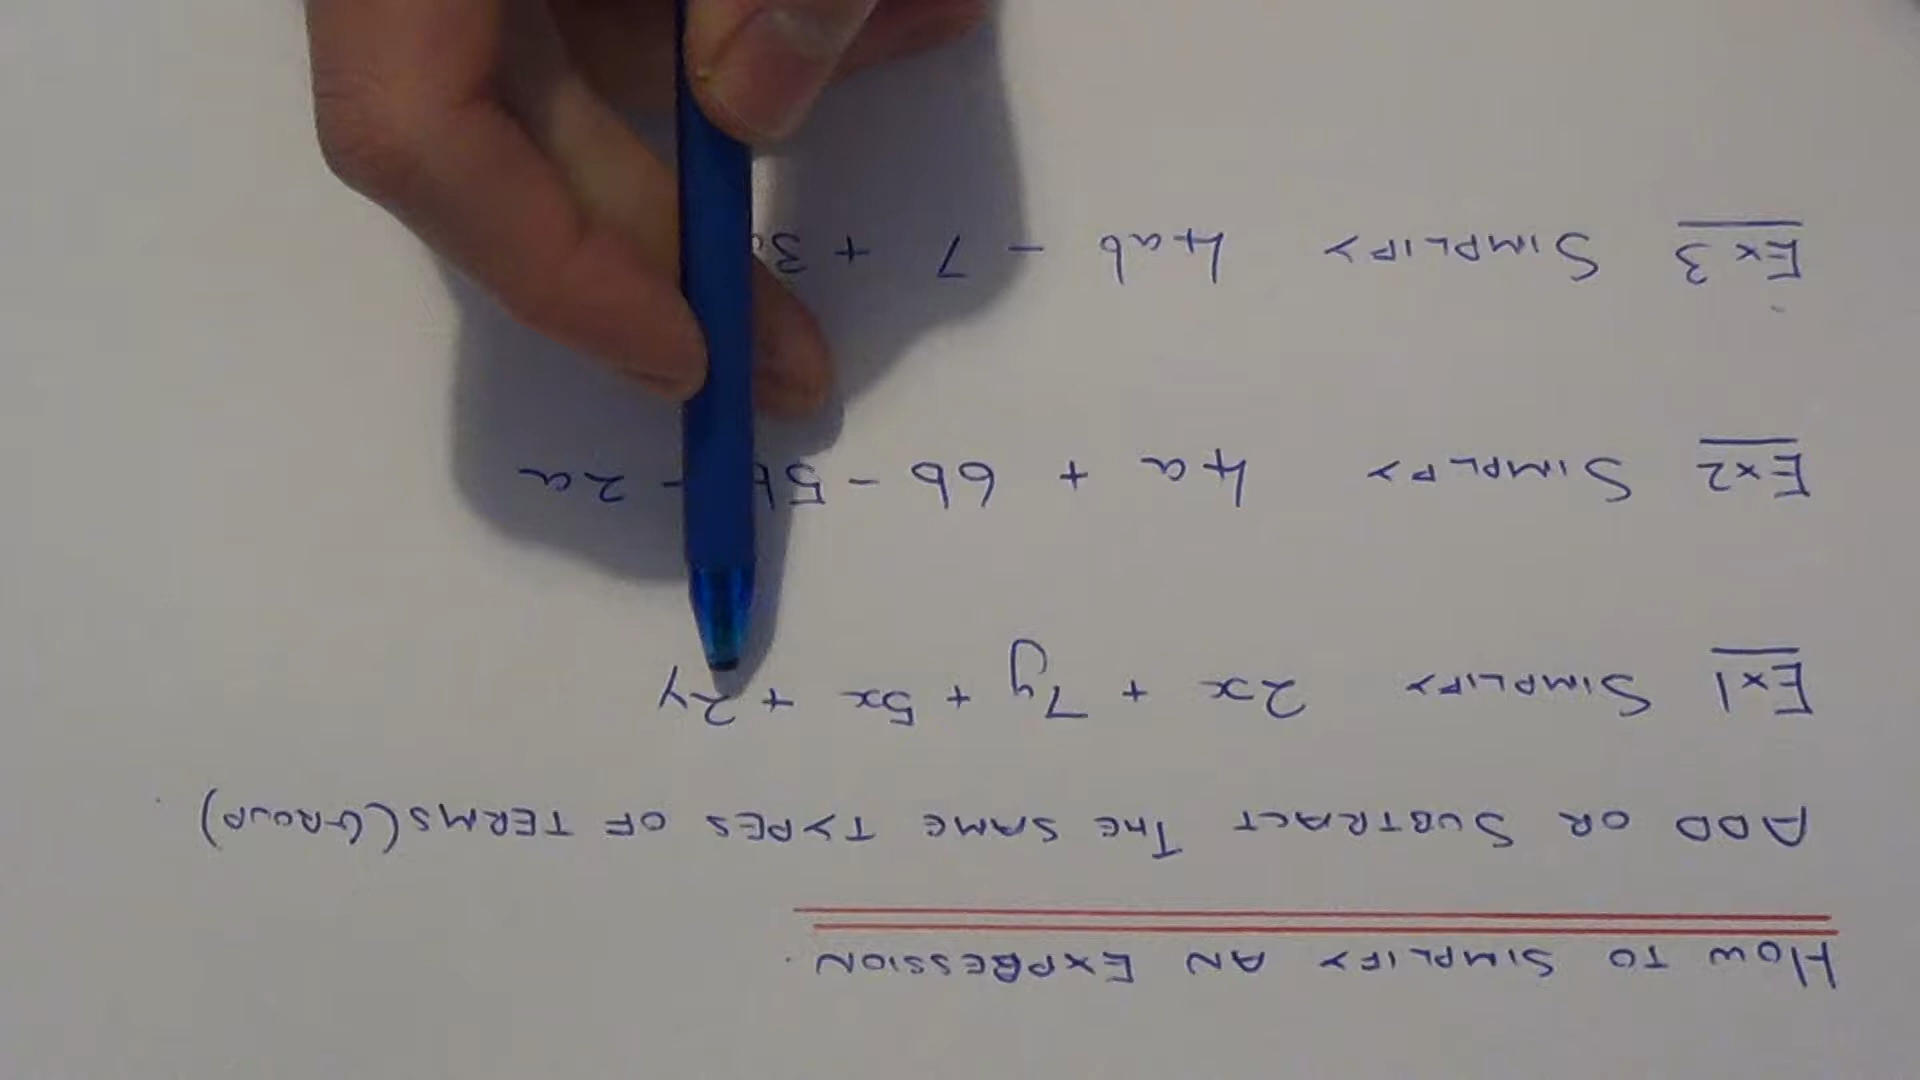 HOW TO SIMPLIFY AN EXPRESSION.
ADD OR SUBTRACT THE SAME TYPES OF TERMS (GROUP)
Ex1 SIMPLIFY 2x + 7y + 5x + 2y
Ex2 SIMPLFY 4a + 6b - 5b - 2a
Ex3 SIMPLIFY 4ab - 7 + 3